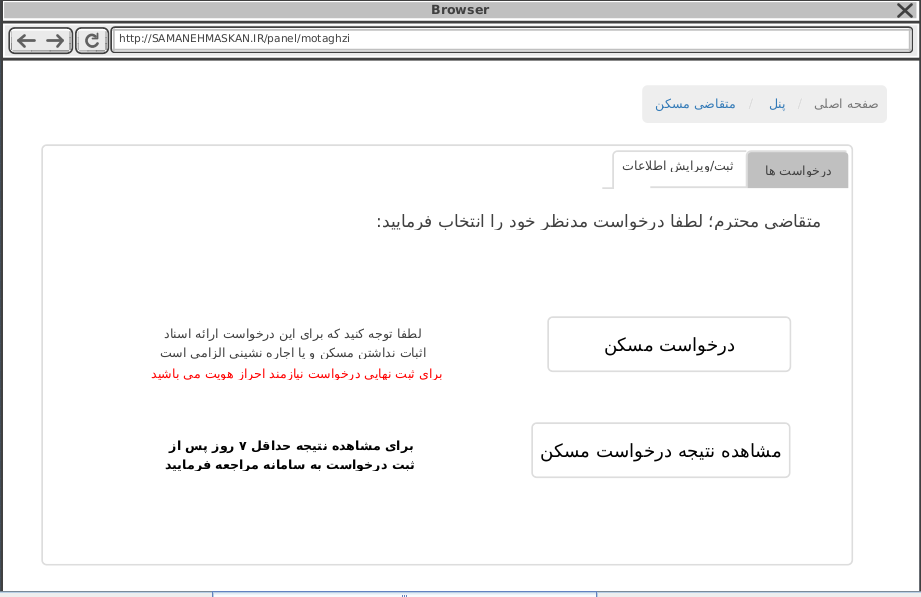 Browser
http://SAMANEHMASKAN.IR/panel/motaghzi
صفحه اصلی / پنل / متقاضی مسکن
درخواست ها
ثبت/ویرایش اطلاعات
متقاضی محترم؛ لطفا درخواست مدنظر خود را انتخاب فرمایید:
درخواست مسکن
لطفا توجه کنید که برای این درخواست ارائه اسناد
اثبات نداشتن مسکن و یا اجاره نشینی الزامی است
برای ثبت نهایی درخواست نیازمند احراز هویت می باشید
مشاهده نتیجه درخواست مسکن
برای مشاهده نتیجه حداقل ۷ روز پس از
ثبت درخواست به سامانه مراجعه فرمایید